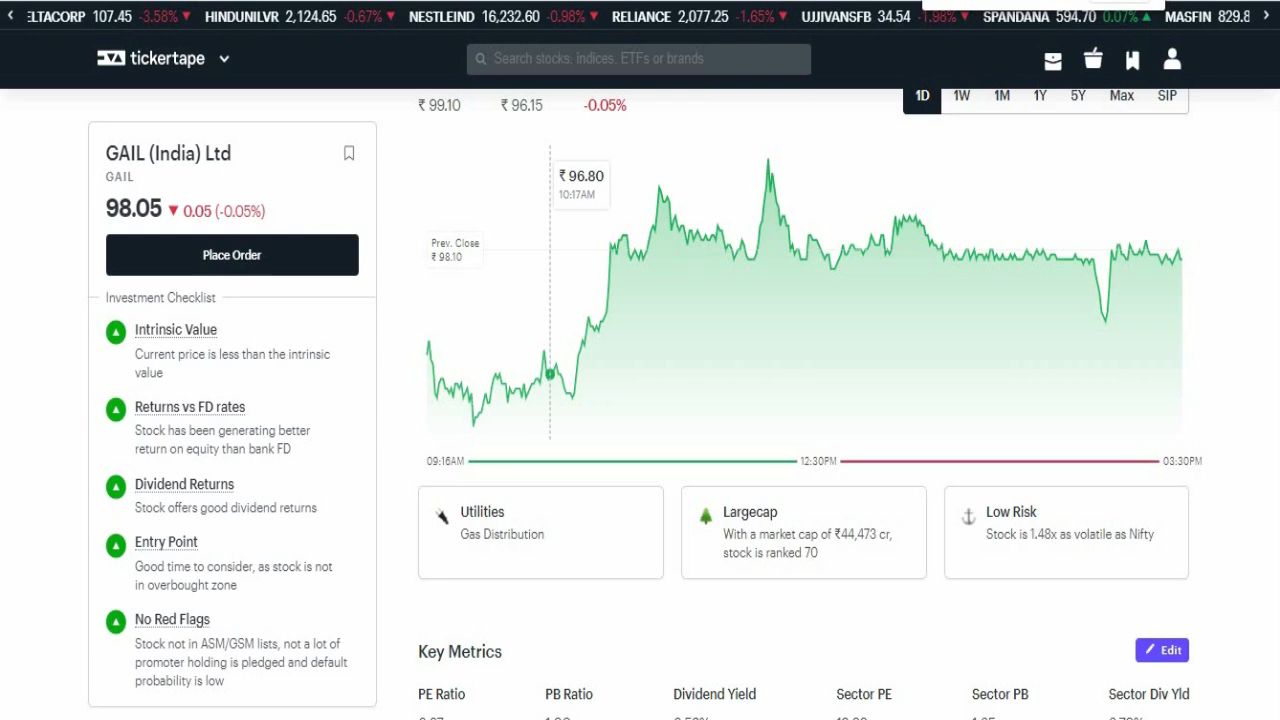 ELTACORP 107.45 -3.58% HINDUNILVR 2,124.65 -0.67% NESTLEIND 16,232.60 -0.98% RELIANCE 2,077.25 -1.65% UJJIVANSFB 34.54 -1.98% SPANDANA 594.70 0.07% MASFIN 829.8
tickertape
Search stocks, indices, ETFs or brands
₹ 99.10 ₹ 96.15 -0.05%
1D 1W 1M 1Y 5Y Max SIP
GAIL (India) Ltd
GAIL
98.05 0.05 (-0.05%)
Place Order
Investment Checklist
Intrinsic Value
Current price is less than the intrinsic
value
Returns vs FD rates
Stock has been generating better
return on equity than bank FD
Dividend Returns
Stock offers good dividend returns
Entry Point
Good time to consider, as stock is not
in overbought zone
No Red Flags
Stock not in ASM/GSM lists, not a lot of
promoter holding is pledged and default
probability is low
₹ 96.80
10:17AM
Prev. Close
₹ 98.10
09:16AM 12:30PM 03:30PM
Utilities
Gas Distribution
Largecap
With a market cap of ₹44,473 cr,
stock is ranked 70
Low Risk
Stock is 1.48x as volatile as Nifty
Key Metrics
Edit
PE Ratio PB Ratio Dividend Yield Sector PE Sector PB Sector Div Yld